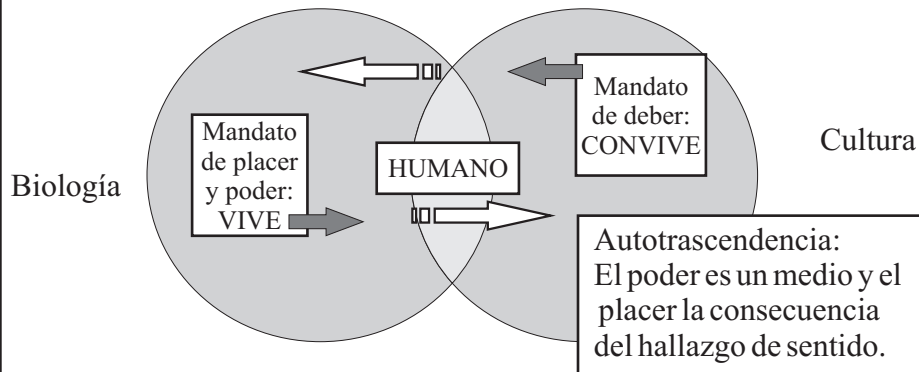 Biología
Mandato
de placer
y poder:
VIVE
HUMANO
Mandato
de deber:
CONVIVE
Cultura
Autotrascendencia:
El poder es un medio y el
placer la consecuencia
del hallazgo de sentido.